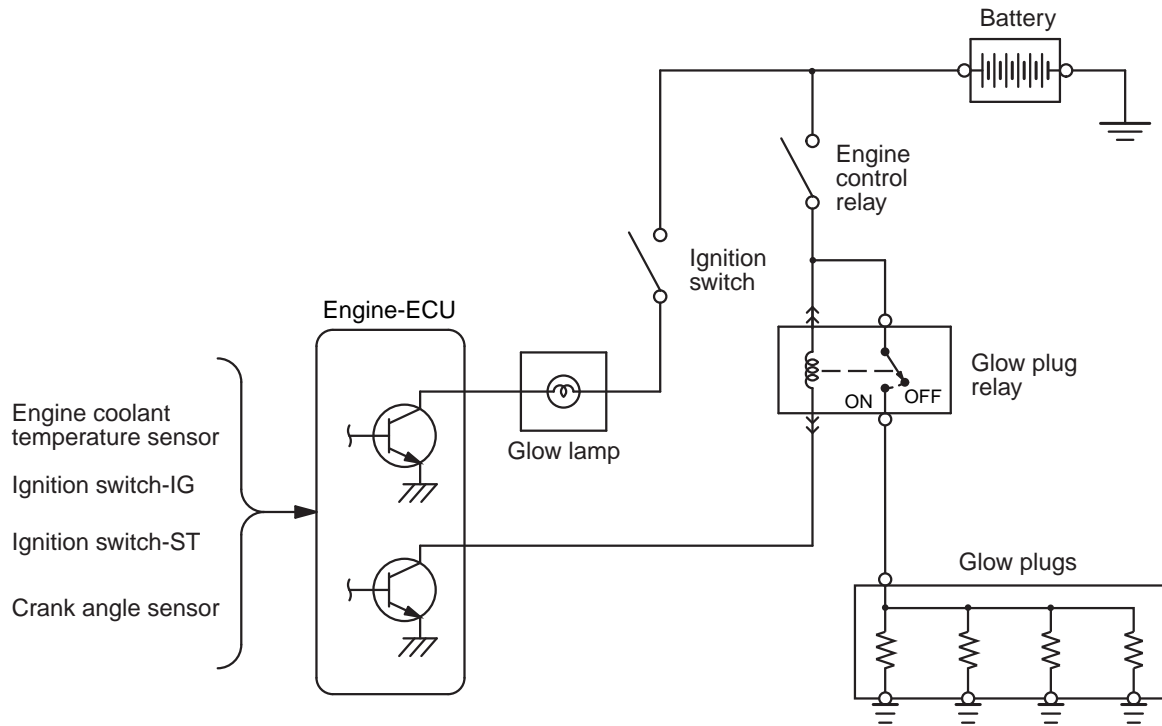 Battery
Engine
control
relay
Ignition
switch
Engine-ECU
Glow plug
relay
ON
OFF
Engine coolant
temperature sensor
Glow lamp
Ignition switch-IG
Ignition switch-ST
Glow plugs
Crank angle sensor